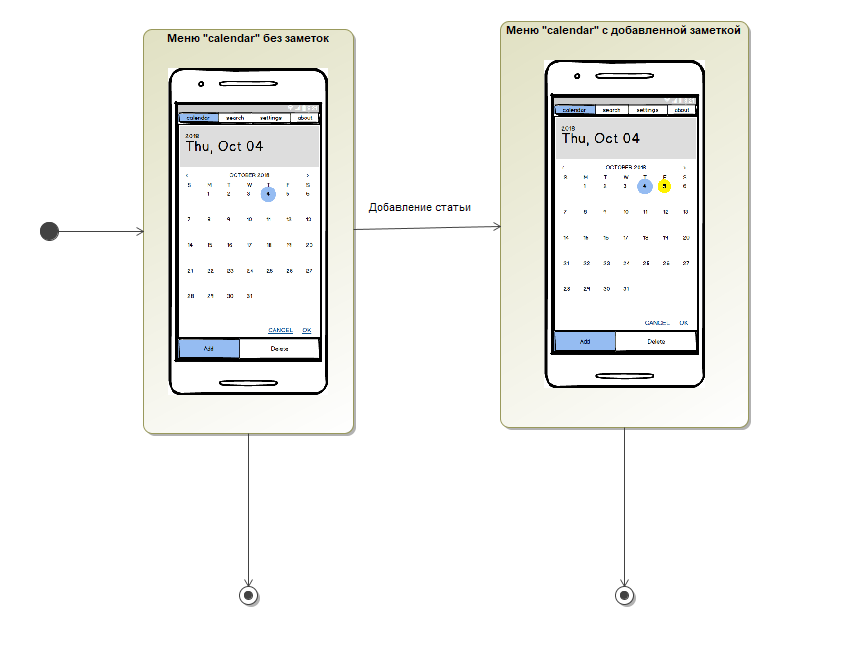 Меню "calendar" без заметок
calendar search settings about
2018
Thu, Oct 04
‹ OCTOBER 2018 ›
S M T W T F S
1 2 3 4 5 6
7 8 9 10 11 12 13
14 15 16 17 18 19 20
21 22 23 24 25 26 27
28 29 30 31
CANCEL OK
Add Delete
Добавление статьи
Меню "calendar" с добавленной заметкой
calendar search settings about
2018
Thu, Oct 04
‹ OCTOBER 2018 ›
S M T W T F S
1 2 3 4 5 6
7 8 9 10 11 12 13
14 15 16 17 18 19 20
21 22 23 24 25 26 27
28 29 30 31
CANCEL OK
Add Delete